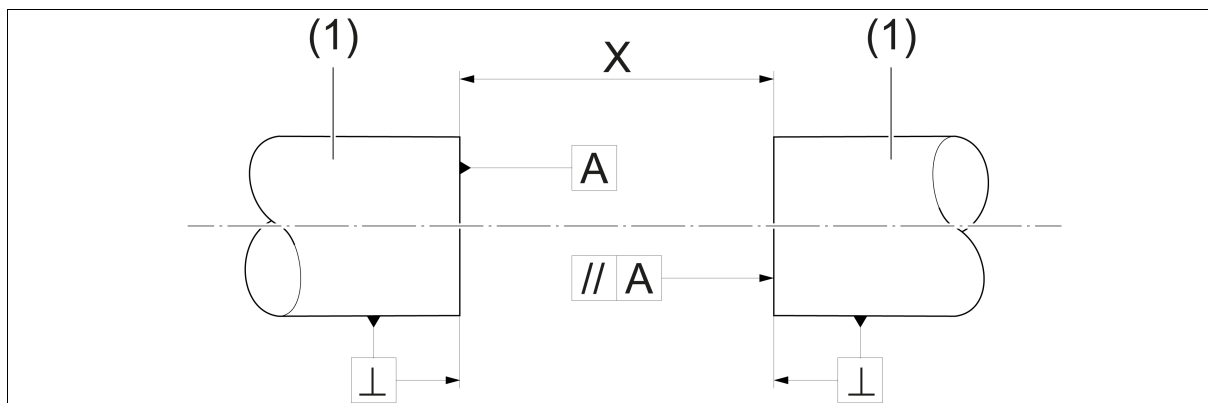 (1) X (1)
A
// A
⊥ ⊥